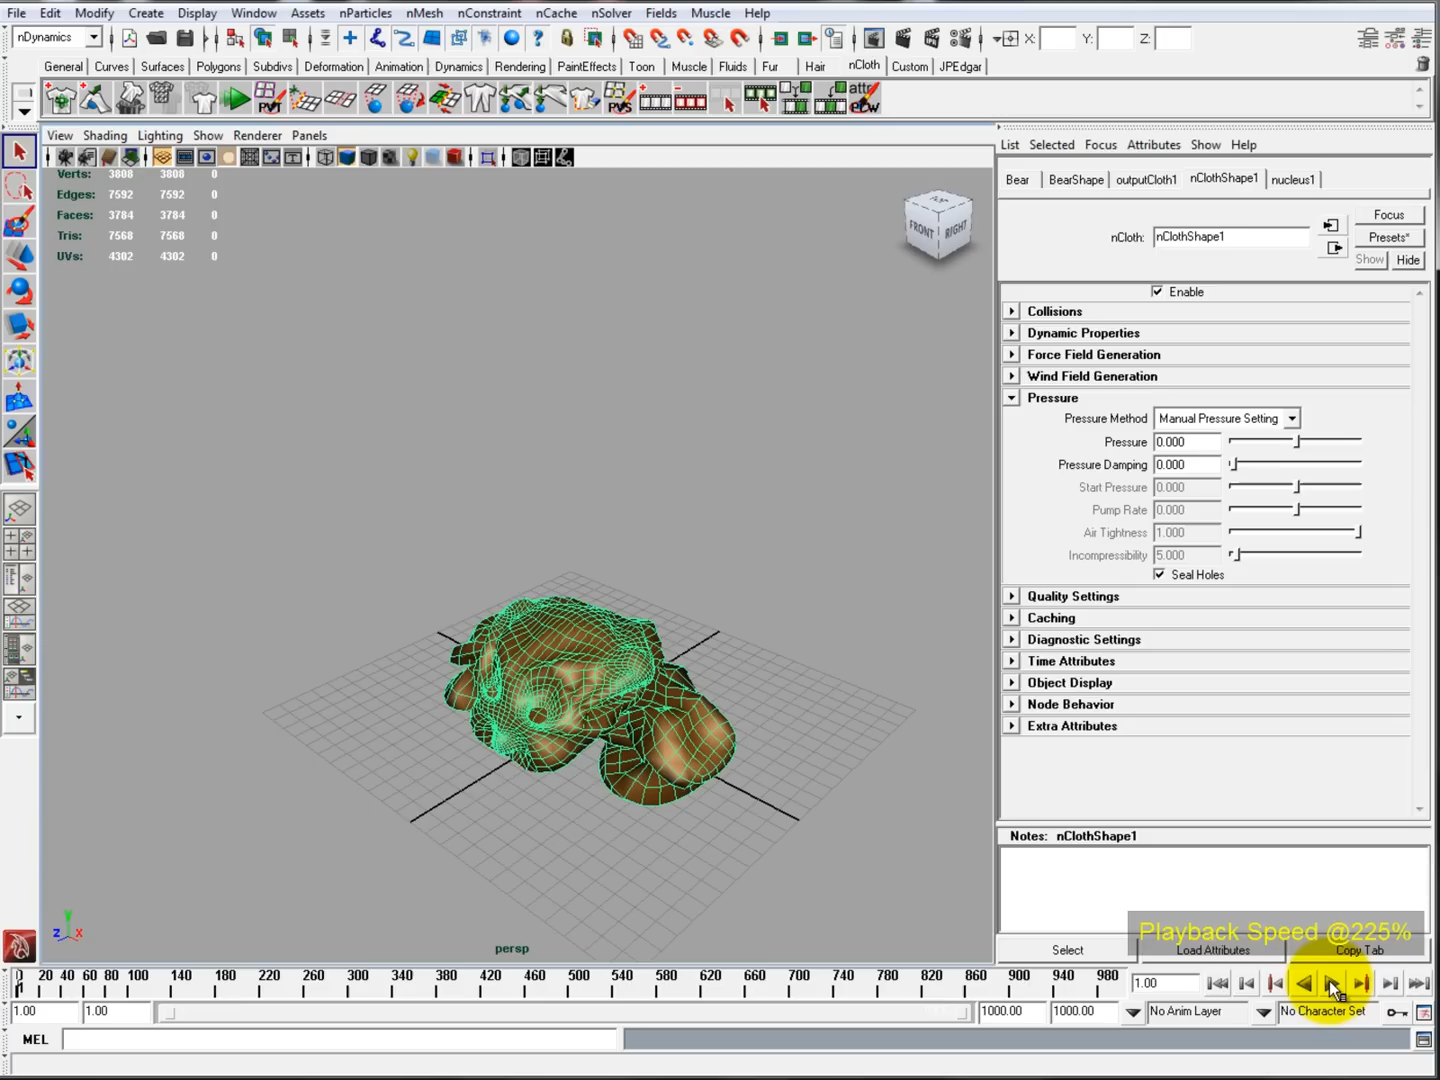 File Edit Modify Create Display Window Assets nParticles nMesh nConstraint nCache nSolver Fields Muscle Help
nDynamics X: Y: Z:
General Curves Surfaces Polygons Subdivs Deformation Animation Dynamics Rendering PaintEffects Toon Muscle Fluids Fur Hair nCloth Custom JPEdgar
PVT PVS attr PCW
View Shading Lighting Show Renderer Panels
List Selected Focus Attributes Show Help
Verts: 3808 3808 0
Edges: 7592 7592 0
Faces: 3784 3784 0
Tris: 7568 7568 0
UVs: 4302 4302 0
TOP
FRONT RIGHT
Bear BearShape outputCloth1 nClothShape1 nucleus1
nCloth: nClothShape1
Focus
Presets*
Show Hide
Enable
Collisions
Dynamic Properties
Force Field Generation
Wind Field Generation
Pressure
Pressure Method Manual Pressure Setting
Pressure 0.000
Pressure Damping 0.000
Start Pressure 0.000
Pump Rate 0.000
Air Tightness 1.000
Incompressibility 5.000
Seal Holes
Quality Settings
Caching
Diagnostic Settings
Time Attributes
Object Display
Node Behavior
Extra Attributes
Notes: nClothShape1
Playback Speed @225%
Select Load Attributes Copy Tab
Y
Z X
persp
20 40 60 80 100 140 180 220 260 300 340 380 420 460 500 540 580 620 660 700 740 780 820 860 900 940 980
1.00
1.00 1.00 1000.00 1000.00 No Anim Layer No Character Set
MEL